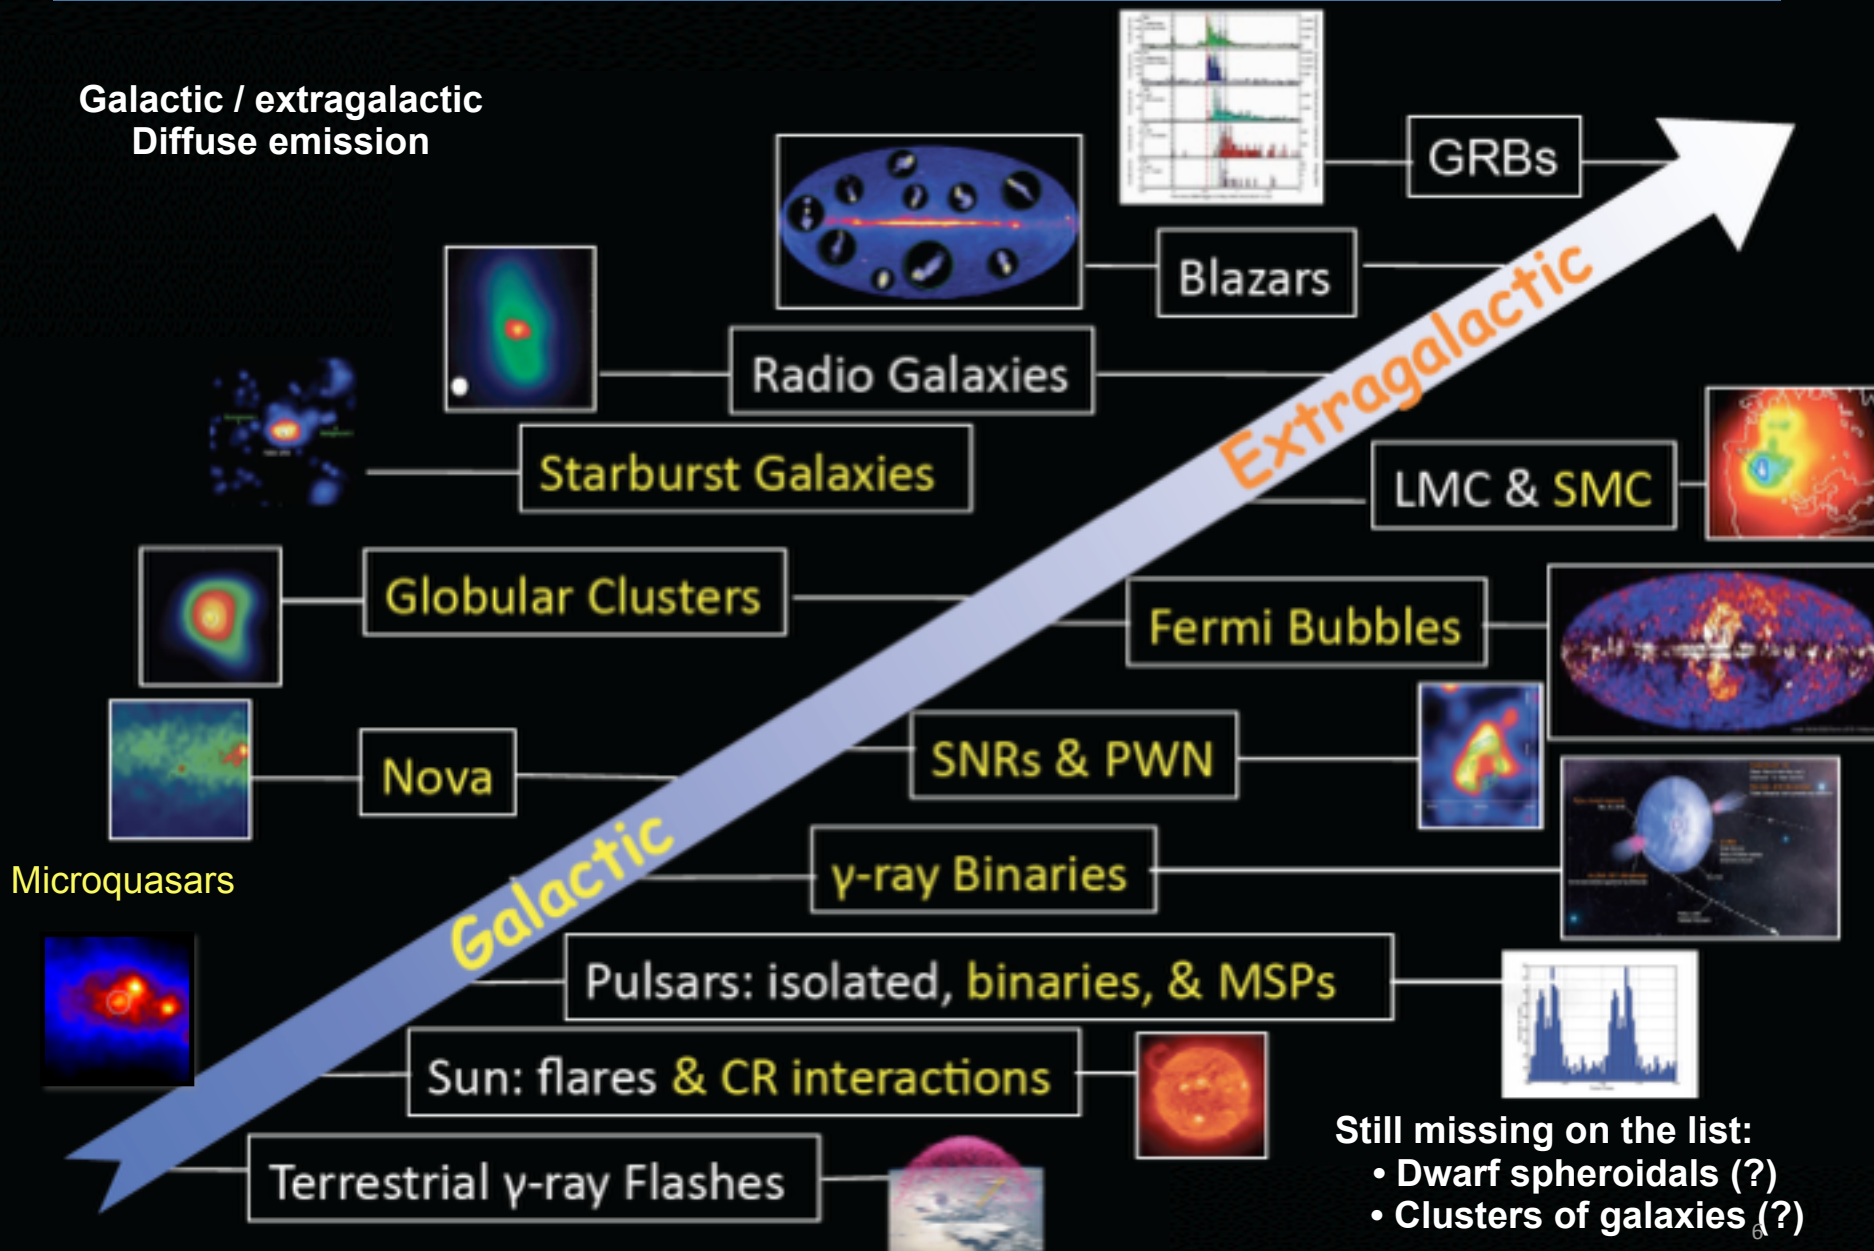 Galactic / extragalactic
Diffuse emission
GRBs
Blazars
Radio Galaxies
Extragalactic
Starburst Galaxies
LMC & SMC
Globular Clusters
Fermi Bubbles
SNRs & PWN
Nova
Galactic
γ-ray Binaries
Microquasars
Pulsars: isolated, binaries, & MSPs
Sun: flares & CR interactions
Terrestrial γ-ray Flashes
Still missing on the list:
• Dwarf spheroidals (?)
• Clusters of galaxies (?)
6